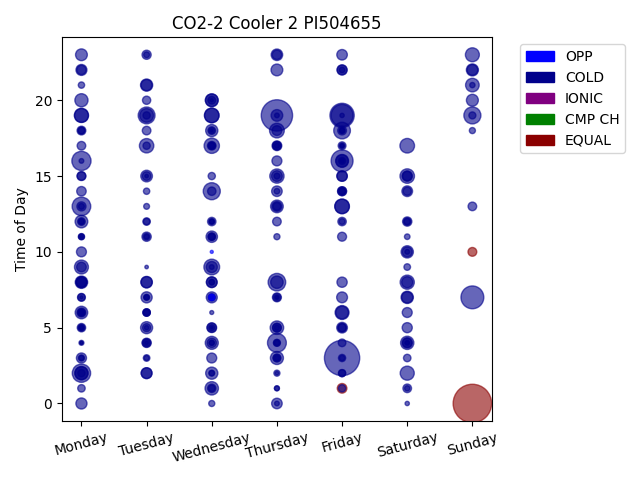 CO2-2 Cooler 2 PI504655
OPP
COLD
IONIC
CMP CH
EQUAL
Time of Day
20
15
10
5
0
Monday
Tuesday
Wednesday
Thursday
Friday
Saturday
Sunday